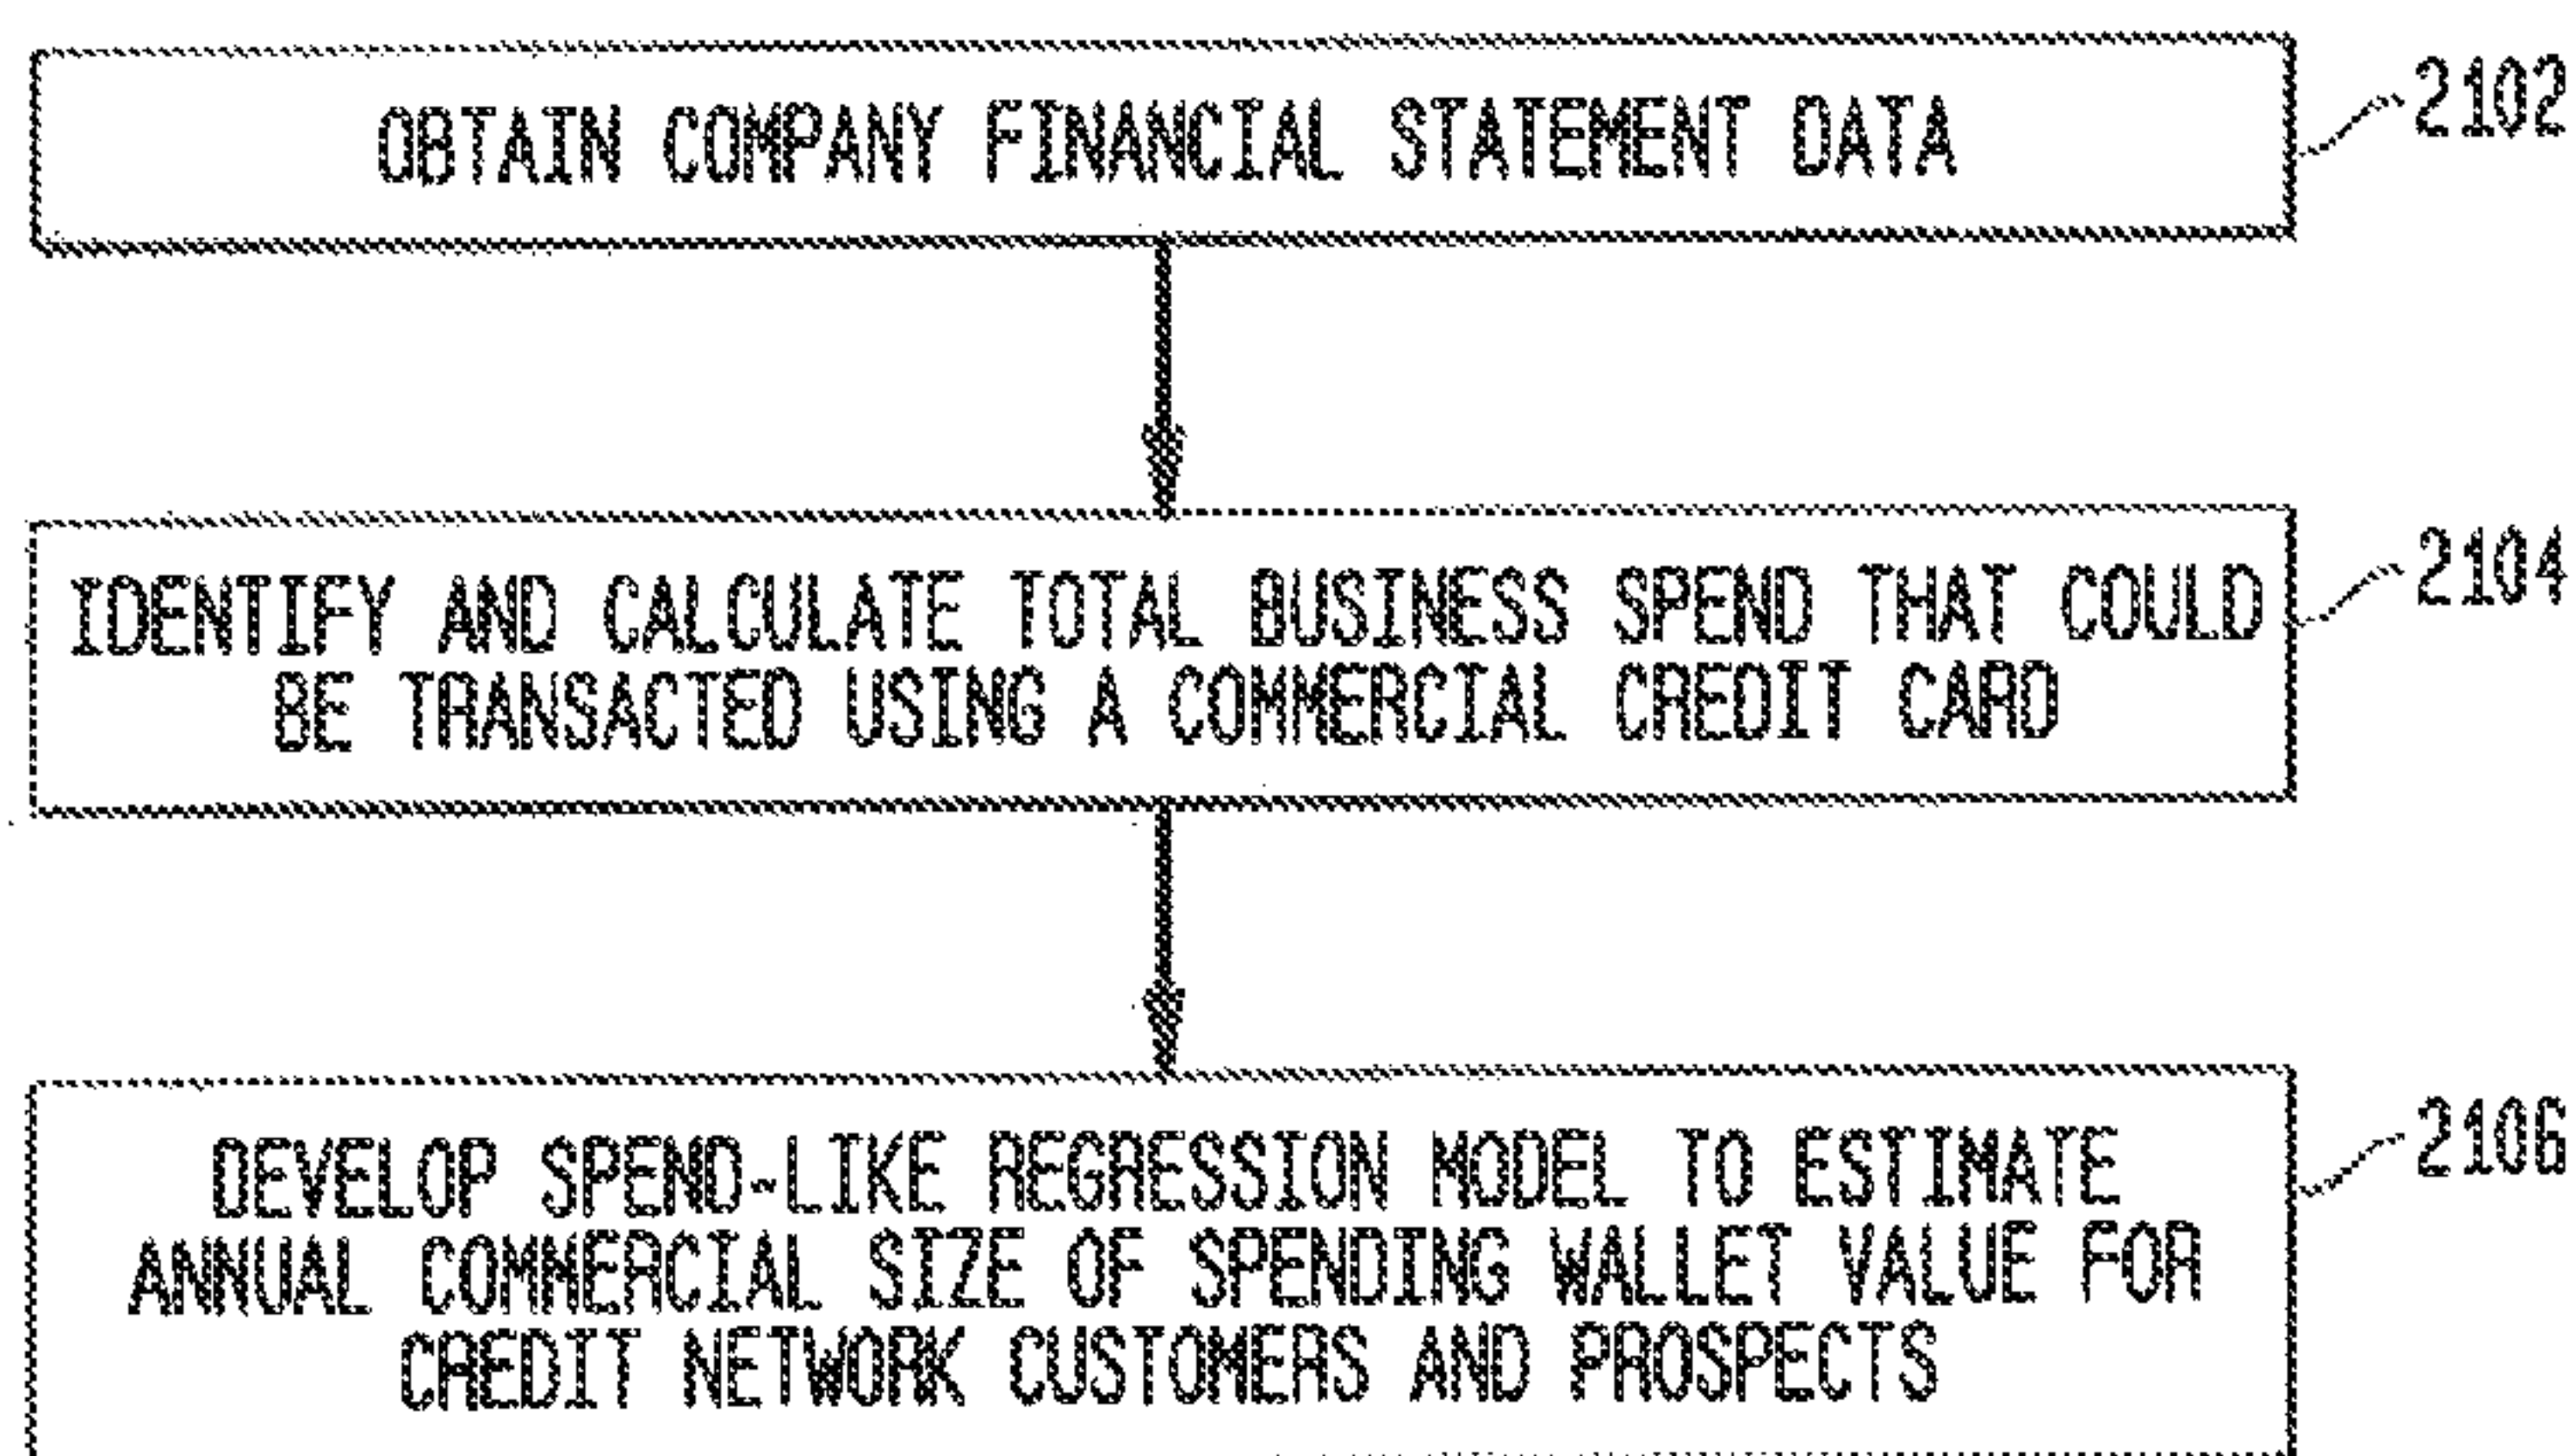 OBTAIN COMPANY FINANCIAL STATEMENT DATA
2102
IDENTIFY AND CALCULATE TOTAL BUSINESS SPEND THAT COULD
BE TRANSACTED USING A COMMERCIAL CREDIT CARD
2104
DEVELOP SPEND-LIKE REGRESSION MODEL TO ESTIMATE
ANNUAL COMMERCIAL SIZE OF SPENDING WALLET VALUE FOR
CREDIT NETWORK CUSTOMERS AND PROSPECTS
2106